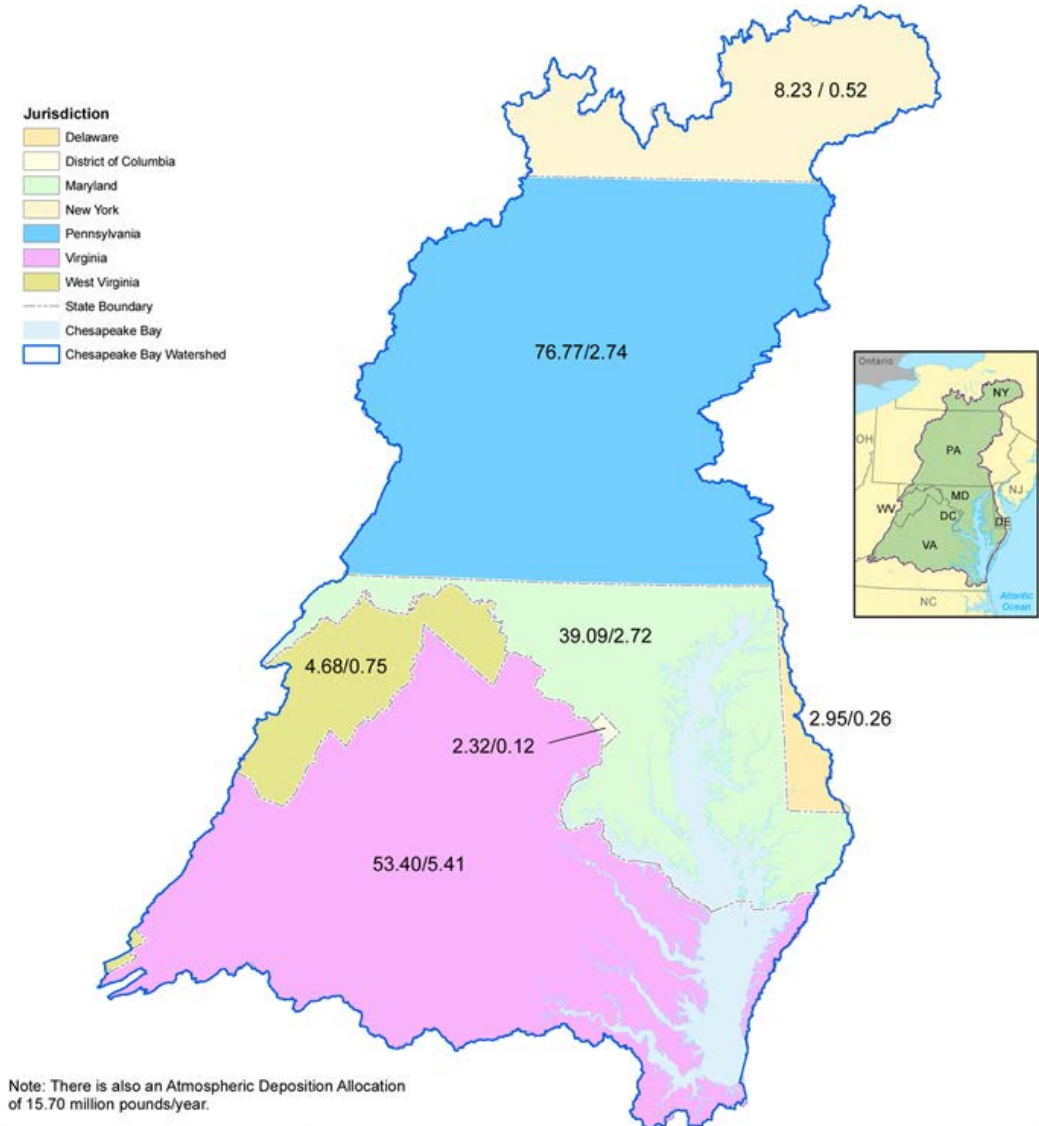 8.23 / 0.52
Jurisdiction
Delaware
District of Columbia
Maryland
New York
Pennsylvania
Virginia
West Virginia
State Boundary
Chesapeake Bay
Chesapeake Bay Watershed
76.77/2.74
Ontario
NY
OH
PA
NJ
MD
WV
DC
DE
VA
NC
Atlantic
Ocean
39.09/2.72
4.68/0.75
2.95/0.26
2.32/0.12
53.40/5.41
Note: There is also an Atmospheric Deposition Allocation
of 15.70 million pounds/year.